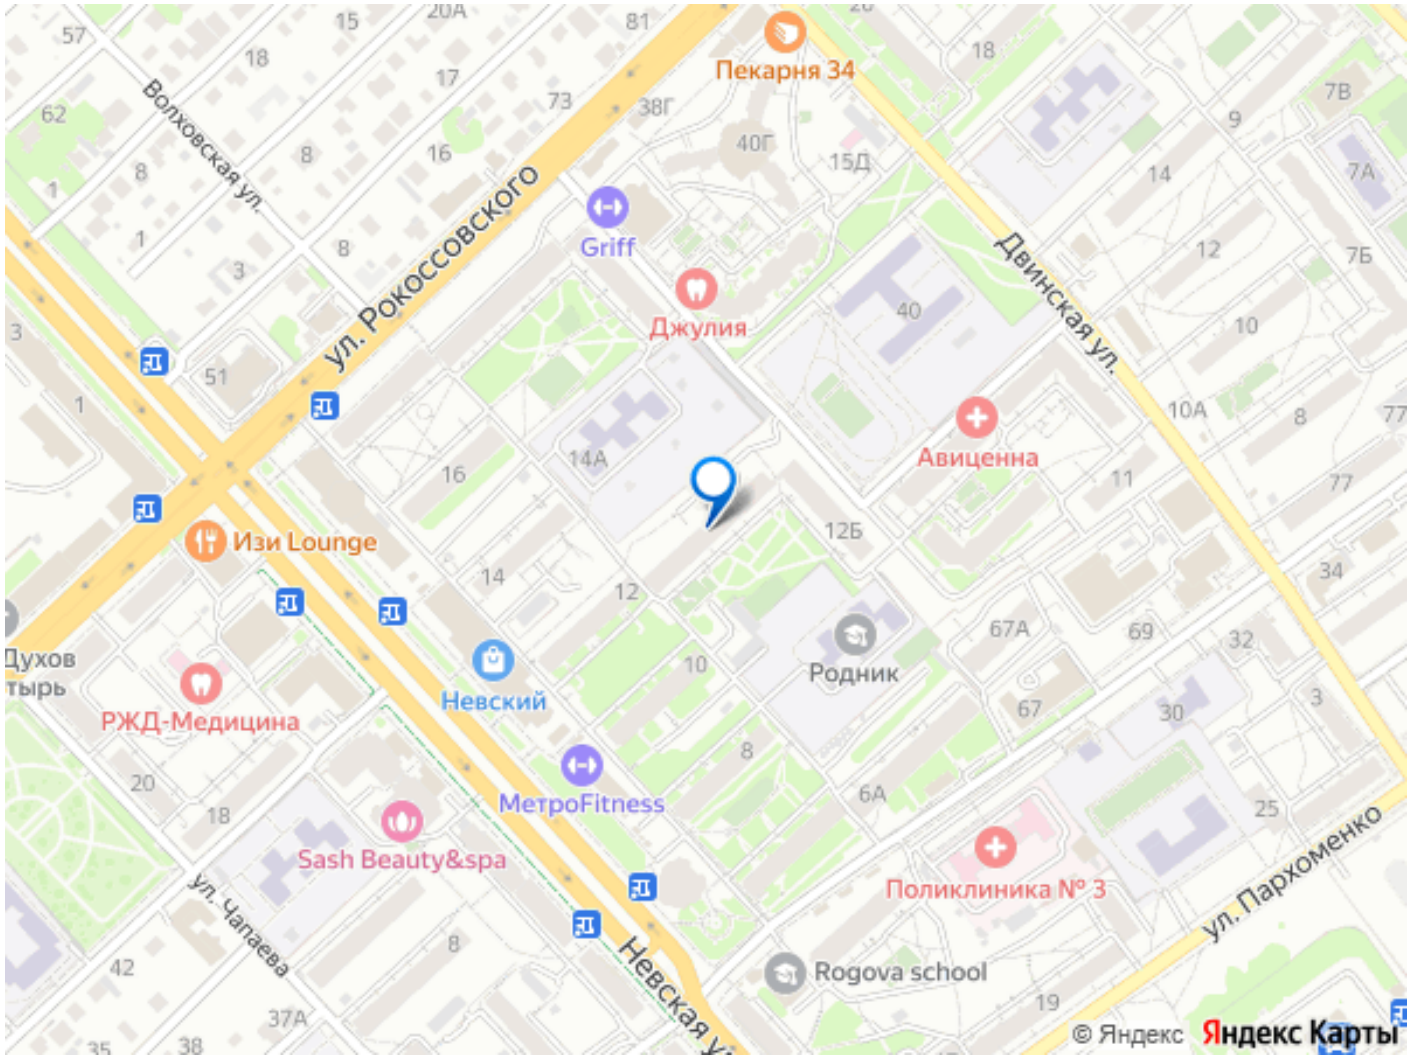 57
15
20А
81
20
18
Пекарня 34
18
17
7В
62
Волховская ул.
73
38Г
9
8
8
16
40Г
15Д
14
7А
1
ул. Рокоссовского
1
8
Griff
12
7Б
3
Двинская ул.
40
Джулия
3
10
51
1
10А
8
77
Авиценна
14А
16
11
77
12Б
Изи Lounge
14
12
34
67А
69
32
Духов
тырь
10
Родник
РЖД-Медицина
Невский
67
30
3
8
20
МетроFitness
6А
25
18
Sash Beauty&spa
Поликлиника № 3
ул. Пархоменко
ул. Чапаева
8
42
Невская у
Rogova school
19
37А
35
38
© Яндекс Яндекс Карты